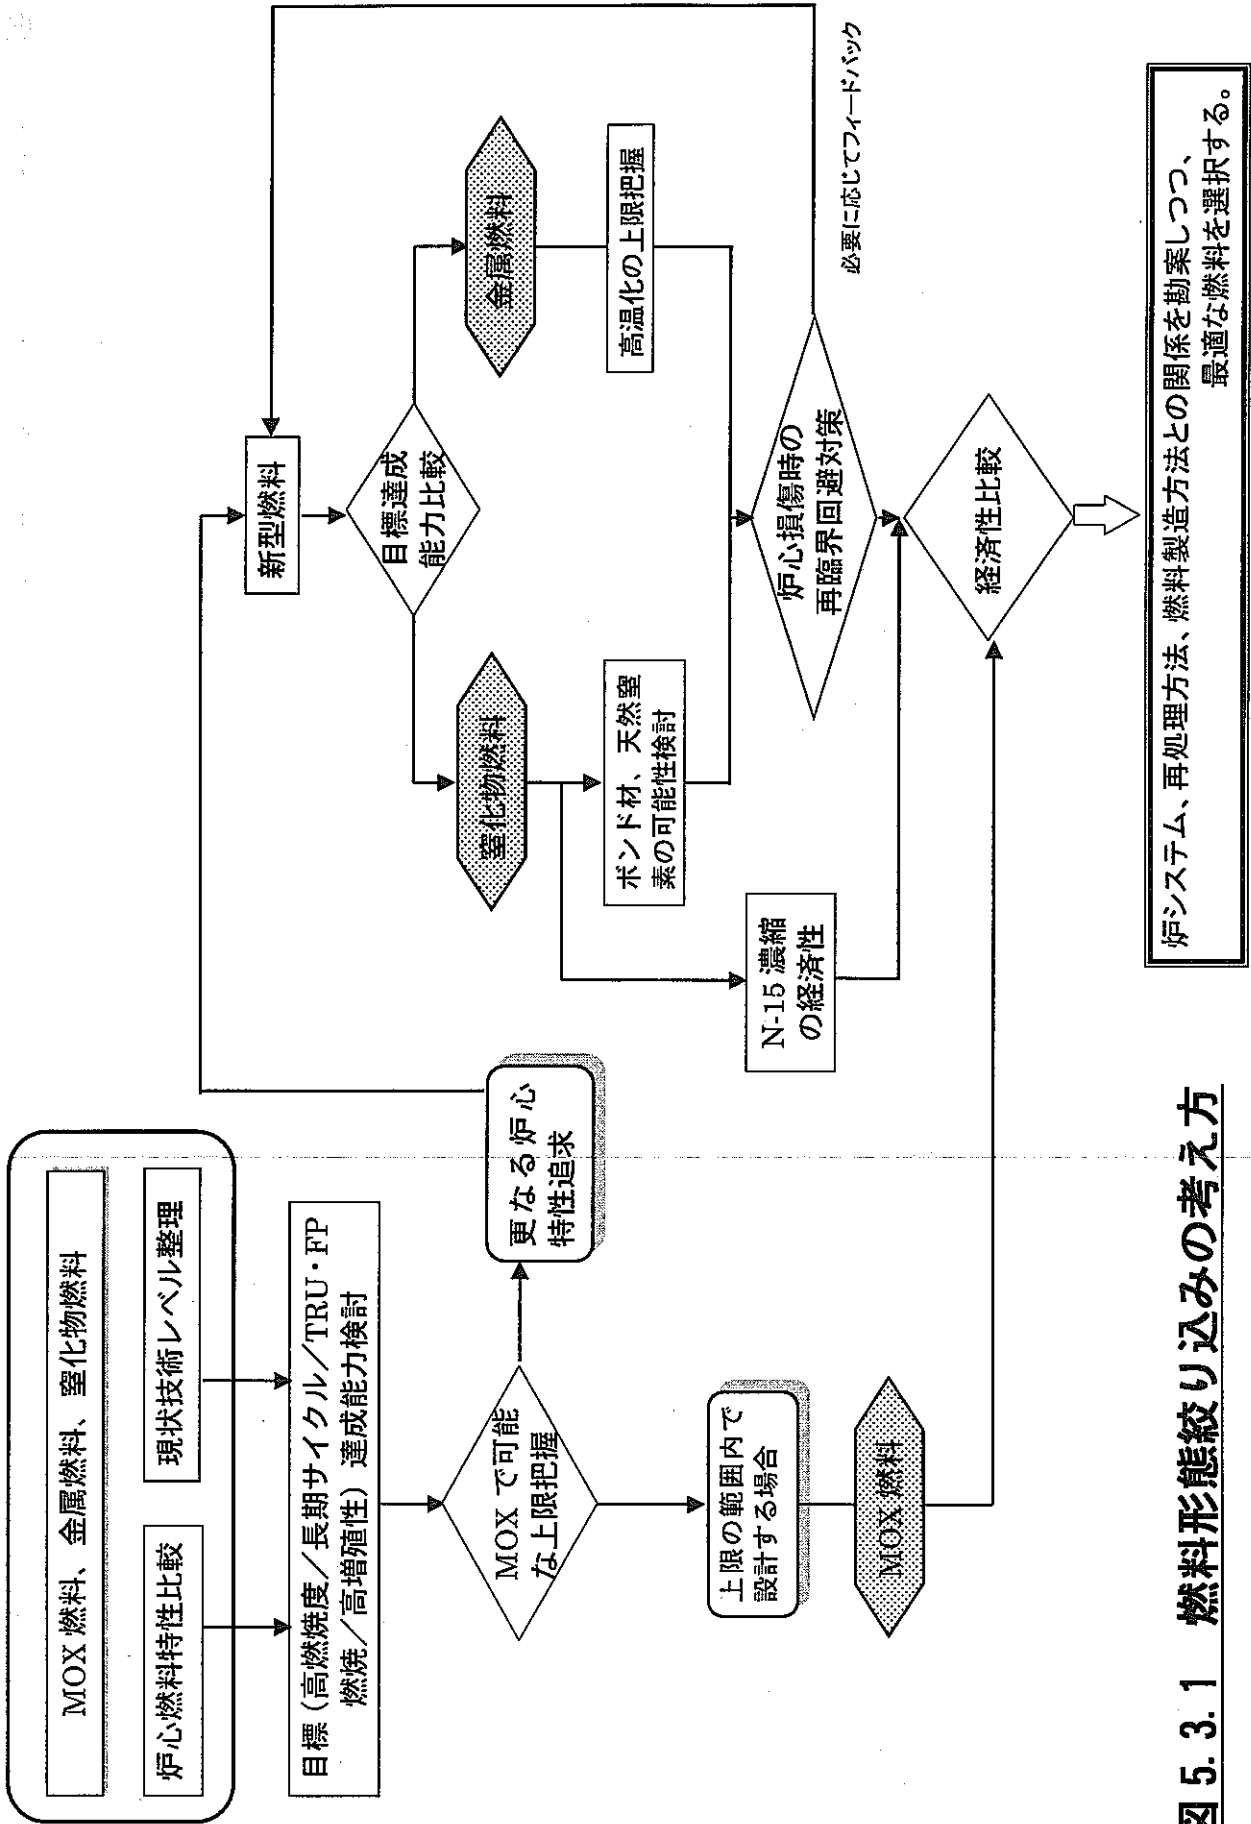 MOX 燃料、金属燃料、窒化物燃料
炉心燃料特性比較
現状技術レベル整理
目標（高燃焼度／長期サイクル／TRU・FP
燃焼／高増殖性）達成能力検討
MOX で可能
な上限把握
更なる炉心
特性追求
上限の範囲内で
設計する場合
MOX 燃料
新型燃料
目標達成
能力比較
窒化物燃料
金属燃料
ボンド材、天然窒
素の可能性検討
高温化の上限把握
N-15 濃縮
の経済性
炉心損傷時の
再臨界回避対策
必要に応じてフィードバック
経済性比較
炉システム、再処理方法、燃料製造方法との関係を勘案しつつ、
最適な燃料を選択する。
図 5. 3. 1　燃料形態絞り込みの考え方